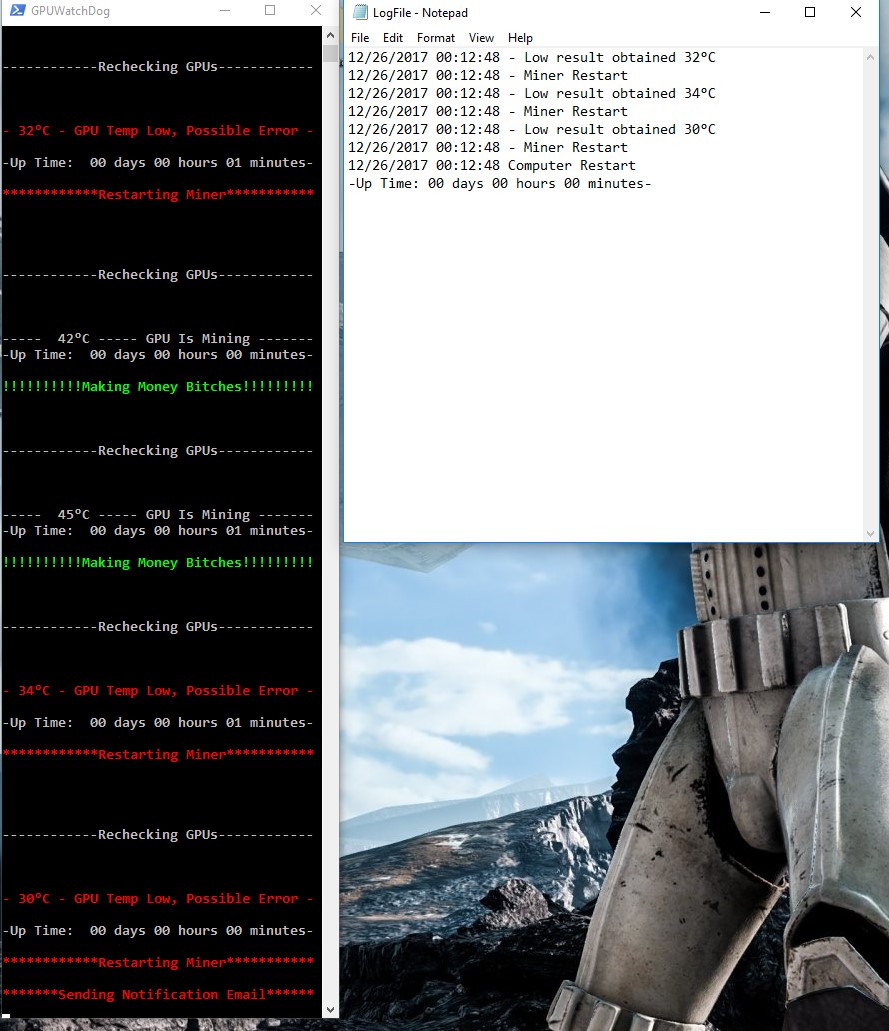 GPUWatchDog
------------Rechecking GPUs------------
- 32ºC - GPU Temp Low, Possible Error -
-Up Time:  00 days 00 hours 01 minutes-
************Restarting Miner***********
------------Rechecking GPUs------------
-----  42ºC ----- GPU Is Mining -------
-Up Time:  00 days 00 hours 00 minutes-
!!!!!!!!!!Making Money Bitches!!!!!!!!!
------------Rechecking GPUs------------
-----  45ºC ----- GPU Is Mining -------
-Up Time:  00 days 00 hours 01 minutes-
!!!!!!!!!!Making Money Bitches!!!!!!!!!
------------Rechecking GPUs------------
- 34ºC - GPU Temp Low, Possible Error -
-Up Time:  00 days 00 hours 01 minutes-
************Restarting Miner***********
------------Rechecking GPUs------------
- 30ºC - GPU Temp Low, Possible Error -
-Up Time:  00 days 00 hours 00 minutes-
************Restarting Miner***********
*******Sending Notification Email******
LogFile - Notepad
File Edit Format View Help
12/26/2017 00:12:48 - Low result obtained 32ºC
12/26/2017 00:12:48 - Miner Restart
12/26/2017 00:12:48 - Low result obtained 34ºC
12/26/2017 00:12:48 - Miner Restart
12/26/2017 00:12:48 - Low result obtained 30ºC
12/26/2017 00:12:48 - Miner Restart
12/26/2017 00:12:48 Computer Restart
-Up Time: 00 days 00 hours 00 minutes-